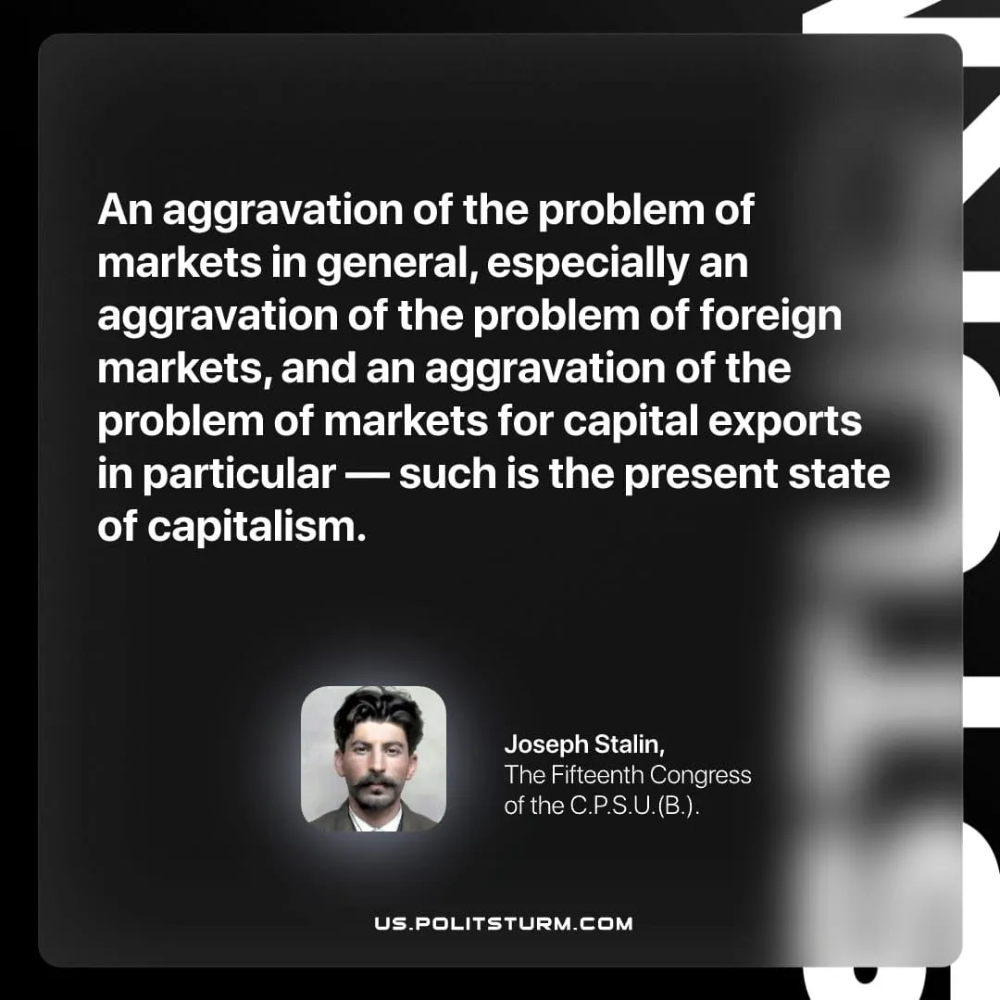 An aggravation of the problem of
markets in general, especially an
aggravation of the problem of foreign
markets, and an aggravation of the
problem of markets for capital exports
in particular — such is the present state
of capitalism.
Joseph Stalin,
The Fifteenth Congress
of the C.P.S.U.(B.).
US.POLITSTURM.COM